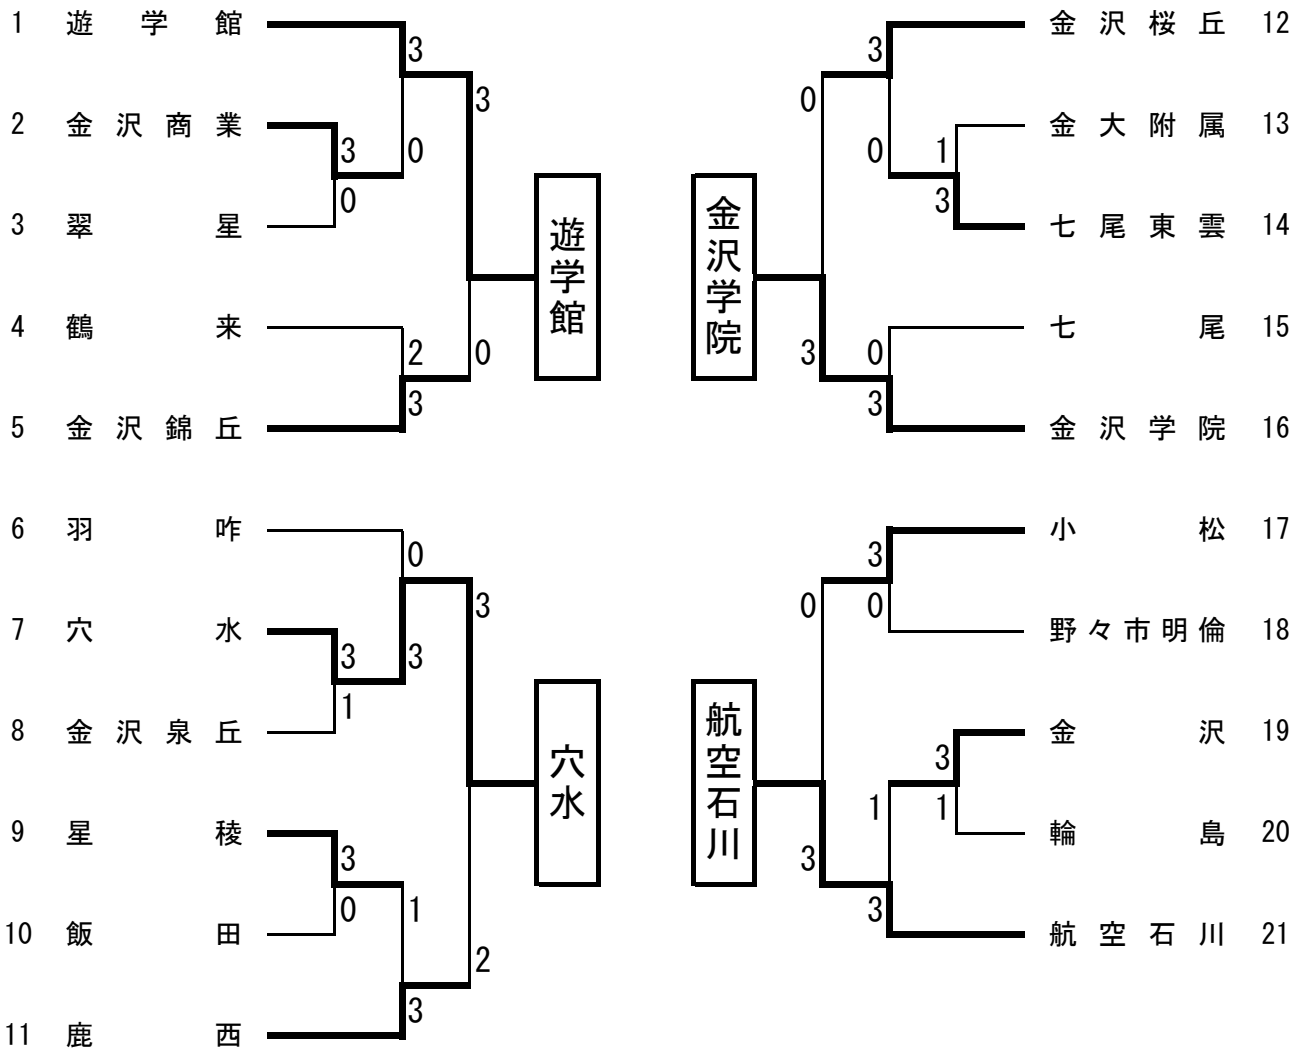 1 遊学館
3
2 金沢商業
3
0
3 翠星
0
3
遊学館
4 鶴来
2
0
5 金沢錦丘
3
6 羽咋
0
3
7 穴水
3
3
8 金沢泉丘
1
穴水
9 星稜
3
10 飯田
0
1
2
11 鹿西
3
金沢桜丘 12
3
0
金大附属 13
0
1
七尾東雲 14
3
金沢学院
七尾 15
3
0
金沢学院 16
3
小松 17
3
0
野々市明倫 18
0
航空石川
金沢 19
3
輪島 20
1
1
3
航空石川 21
3